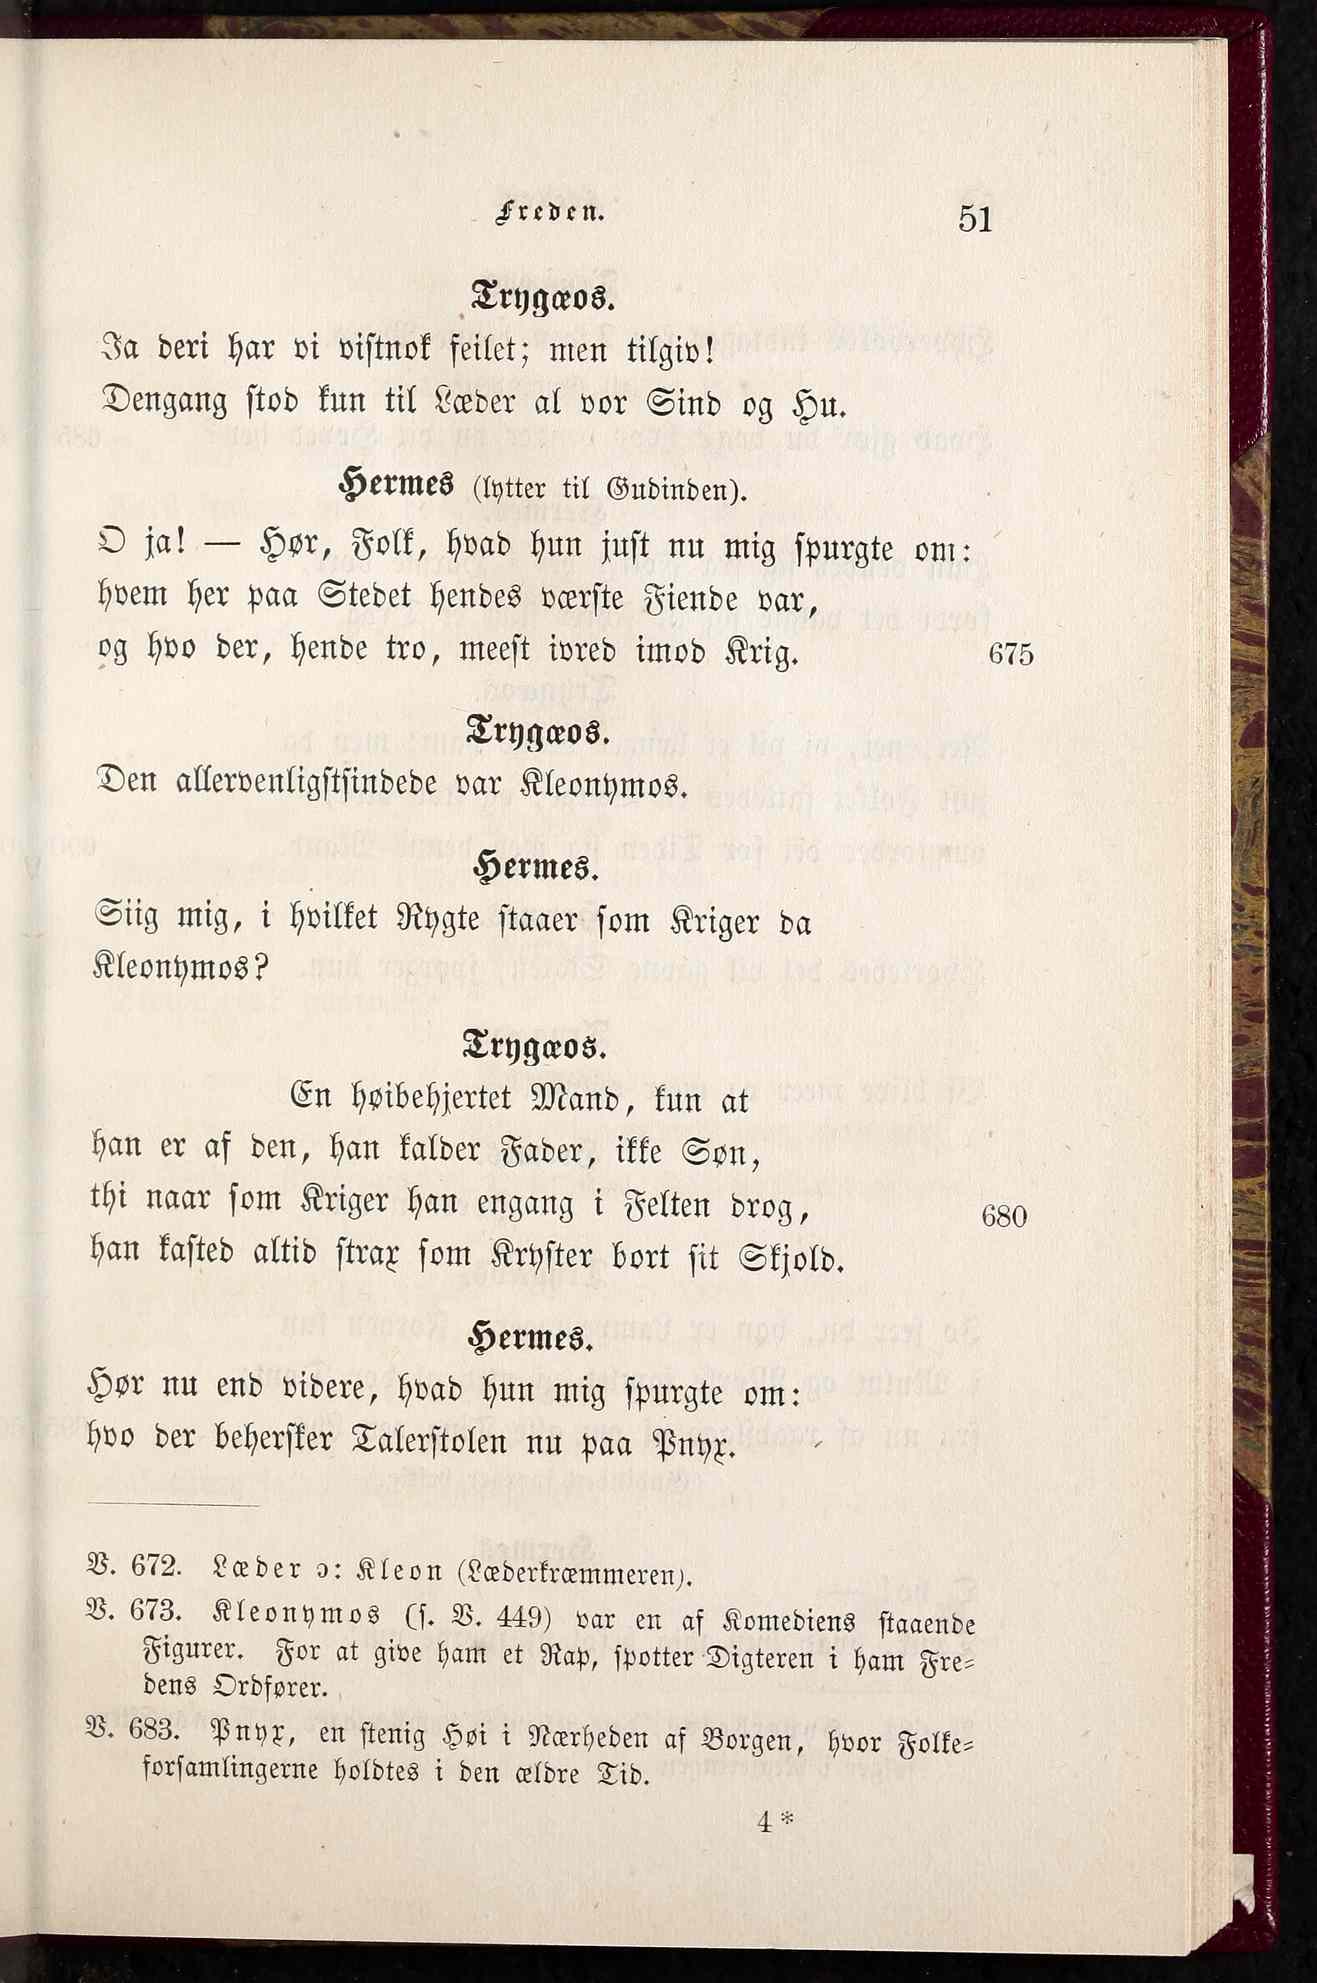 Freden.
51
Trygæos.
Ja deri har vi vistnok feilet; men tilgiv!
Dengang stod kun til Læder al vor Sind og Hu.
Hermes (lytter til Gudinden).
O ja! — Hør, Folk, hvad hun just nu mig spurgte om:
hvem her paa Stedet hendes værste Fiende var,
og hvo der, hende tro, meest ivred imod Krig. 675
Trygæos.
Den allervenligstsindede var Kleonymos.
Hermes.
Siig mig, i hvilket Rygte staaer som Kriger da
Kleonymos?
Trygæos.
En høibehjertet Mand, kun at
han er af den, han kalder Fader, ikke Søn,
thi naar som Kriger han engang i Felten drog, 680
han kasted altid strax som Kryster bort sit Skjold.
Hermes.
Hør nu end videre, hvad hun mig spurgte om:
hvo der behersker Talerstolen nu paa Pnyx.
V. 672. Læder ɔ: Kleon (Læderkræmmeren).
V. 673. Kleonymos (s. V. 449) var en af Komediens staaende
Figurer. For at give ham et Rap, spotter Digteren i ham Fre-
dens Ordfører.
V. 683. Pnyx, en stenig Høi i Nærheden af Borgen, hvor Folke-
forsamlingerne holdtes i den ældre Tid.
4*